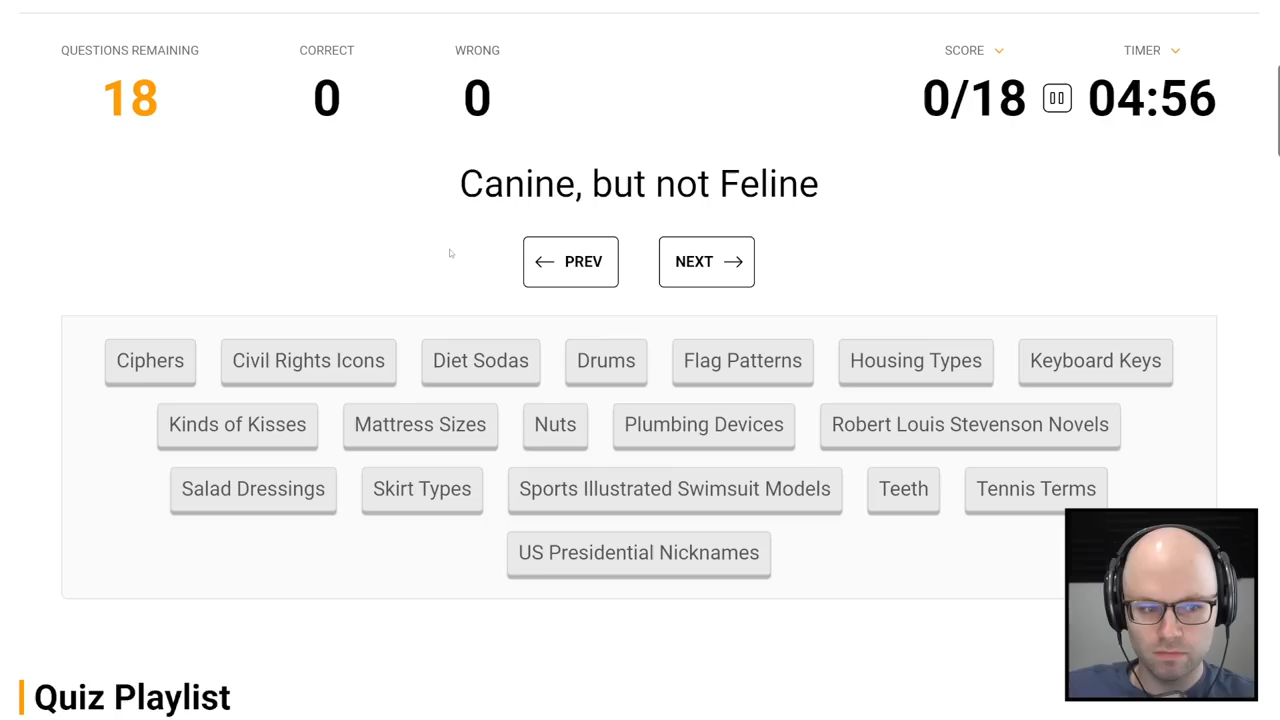 QUESTIONS REMAINING CORRECT WRONG SCORE TIMER
18 0 0 0/18 04:56
Canine, but not Feline
PREV NEXT
Ciphers Civil Rights Icons Diet Sodas Drums Flag Patterns Housing Types Keyboard Keys
Kinds of Kisses Mattress Sizes Nuts Plumbing Devices Robert Louis Stevenson Novels
Salad Dressings Skirt Types Sports Illustrated Swimsuit Models Teeth Tennis Terms
US Presidential Nicknames
Quiz Playlist